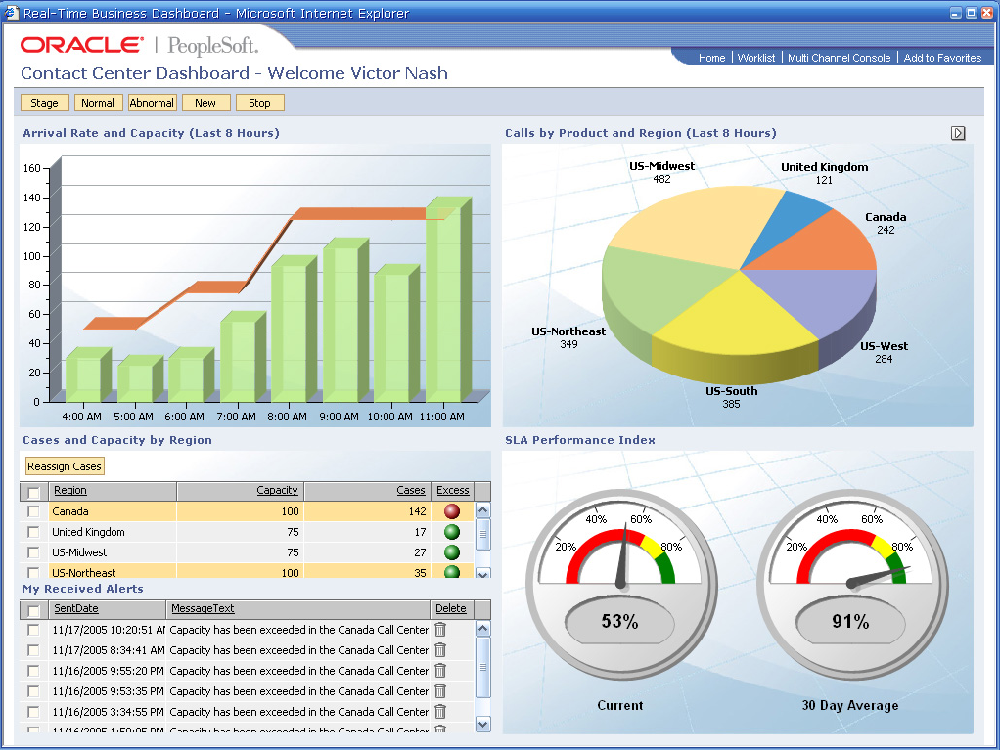 Real-Time Business Dashboard - Microsoft Internet Explorer
ORACLE | PeopleSoft.
Home Worklist Multi Channel Console Add to Favorites
Contact Center Dashboard - Welcome Victor Nash
Stage Normal Abnormal New Stop
Arrival Rate and Capacity (Last 8 Hours)
160
140
120
100
80
60
40
20
0
4:00 AM 5:00 AM 6:00 AM 7:00 AM 8:00 AM 9:00 AM 10:00 AM 11:00 AM
Calls by Product and Region (Last 8 Hours)
US-Midwest
482
United Kingdom
121
Canada
242
US-Northeast
349
US-West
284
US-South
385
Cases and Capacity by Region
Reassign Cases
Region Capacity Cases Excess
Canada 100 142
United Kingdom 75 17
US-Midwest 75 27
US-Northeast 100 35
My Received Alerts
SentDate MessageText Delete
11/17/2005 10:20:51 Capacity has been exceeded in the Canada Call Center
11/17/2005 8:34:41 AM Capacity has been exceeded in the Canada Call Center
11/16/2005 9:55:20 PM Capacity has been exceeded in the Canada Call Center
11/16/2005 9:53:35 PM Capacity has been exceeded in the Canada Call Center
11/16/2005 3:34:55 PM Capacity has been exceeded in the Canada Call Center
Capacity has been exceeded in the Canada Call Center
SLA Performance Index
20% 40% 60% 80%
53%
Current
20% 40% 60% 80%
91%
30 Day Average